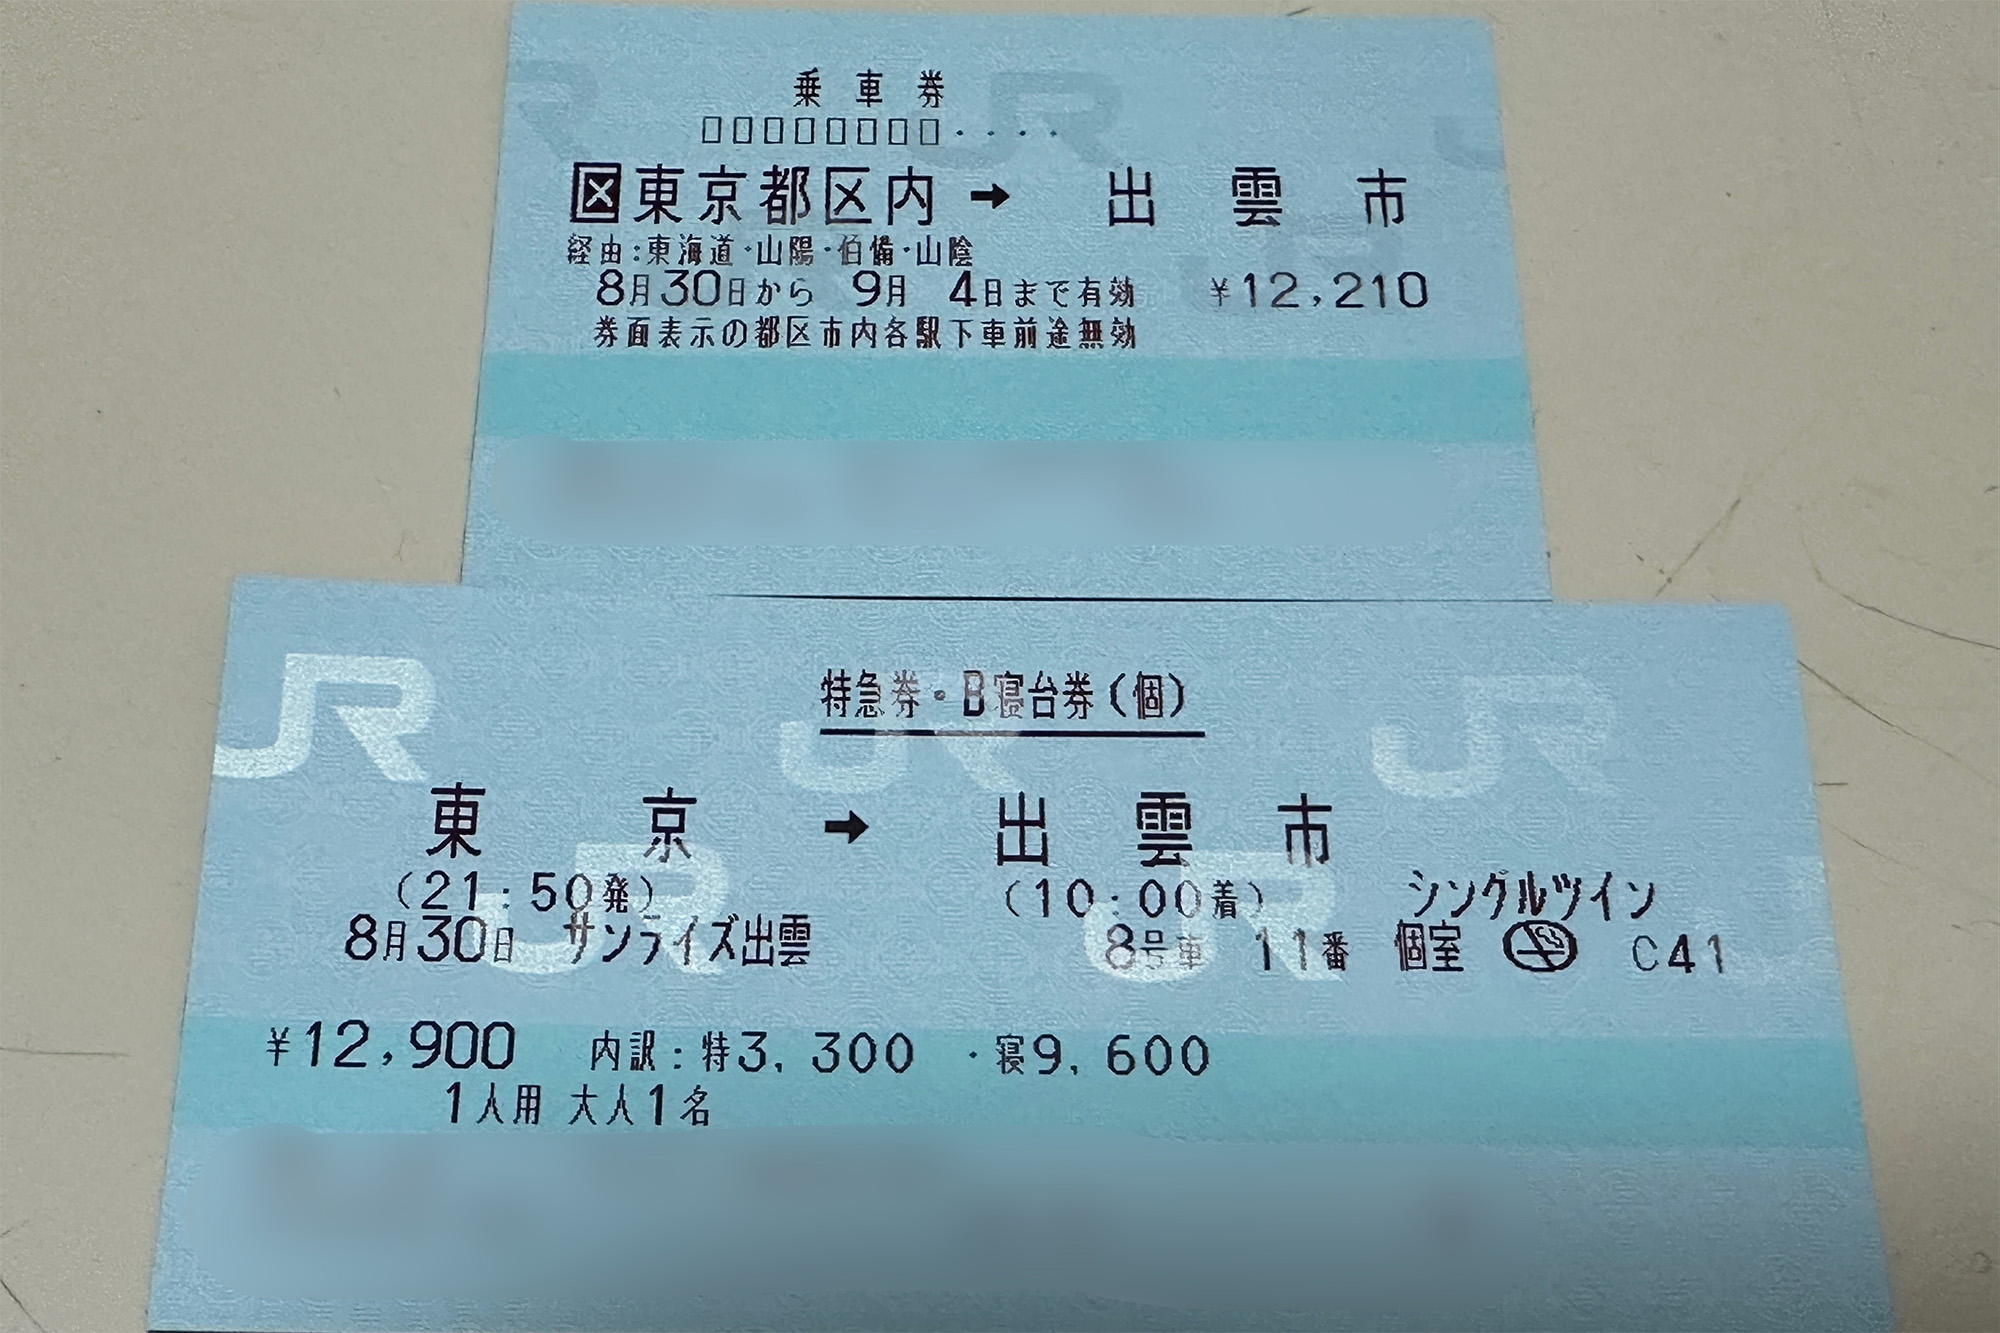 乗車券
区東京都区内 → 出雲市
経由:東海道・山陽・伯備・山陰
8月30日から 9月 4日まで有効 ¥12,210
券面表示の都区市内各駅下車前途無効
JR
特急券・B寝台券(個)
東京 → 出雲市
(21:50発) (10:00着) シングルツイン
8月30日 サンライズ出雲 8号車 11番 個室 C41
¥12,900 内訳:特3,300 ・寝9,600
1人用 大人1名